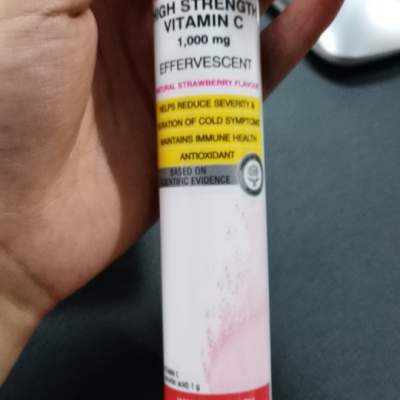 HIGH STRENGTH
VITAMIN C
1,000 mg
EFFERVESCENT
NATURAL STRAWBERRY FLAVOUR
HELPS REDUCE SEVERITY &
DURATION OF COLD SYMPTOMS
MAINTAINS IMMUNE HEALTH
ANTIOXIDANT
BASED ON
SCIENTIFIC EVIDENCE
1 g